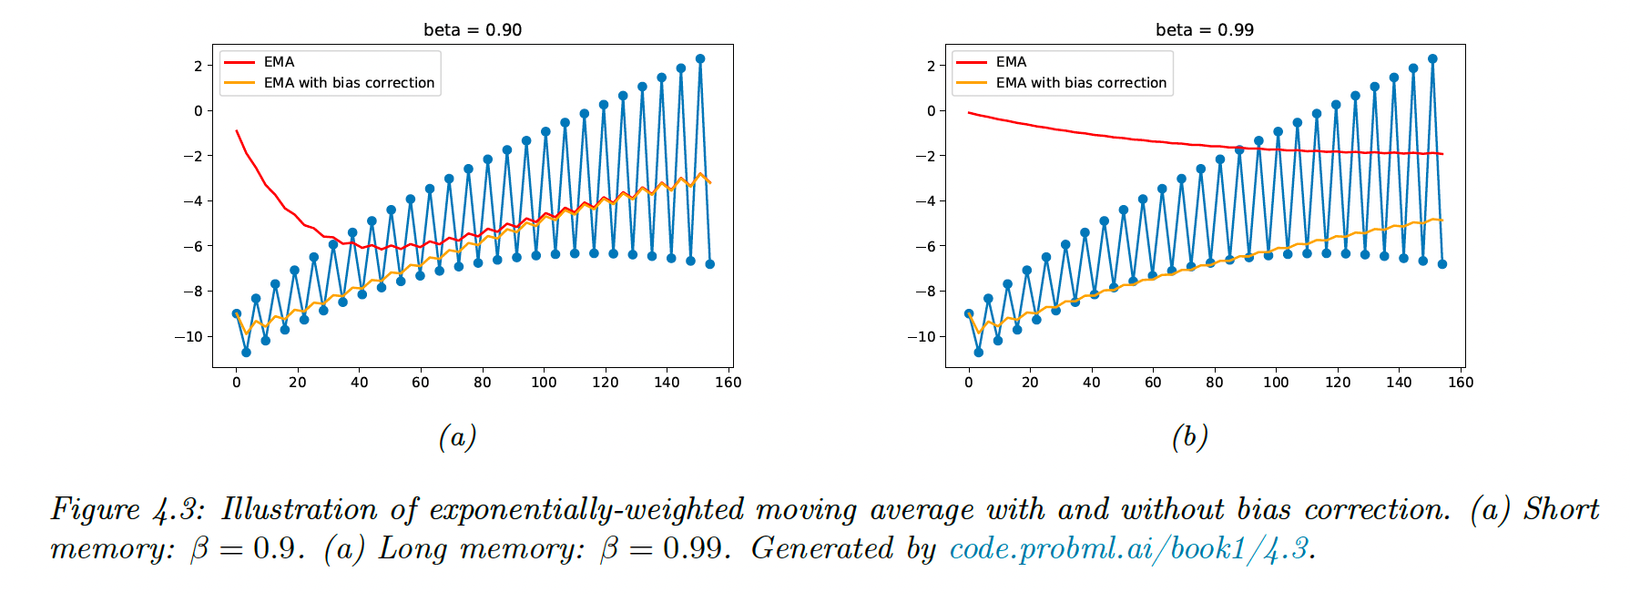 beta = 0.90
EMA
EMA with bias correction
2
0
−2
−4
−6
−8
−10
0 20 40 60 80 100 120 140 160
(a)
beta = 0.99
EMA
EMA with bias correction
2
0
−2
−4
−6
−8
−10
0 20 40 60 80 100 120 140 160
(b)
Figure 4.3: Illustration of exponentially-weighted moving average with and without bias correction. (a) Short
memory: β = 0.9. (a) Long memory: β = 0.99. Generated by code.probml.ai/book1/4.3.